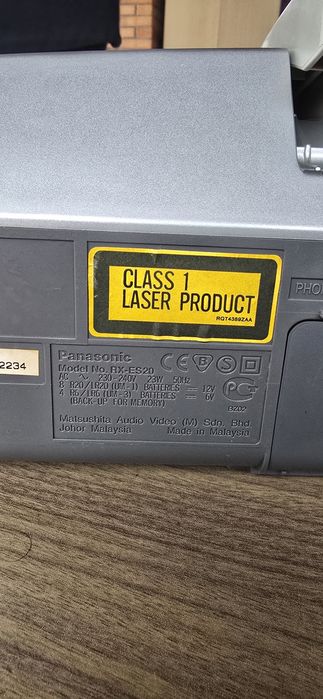 CLASS 1
LASER PRODUCT
RQT4389ZAA
PHO
2234
Panasonic
Model No. RX-ES20
AC ~ 230-240V 23W 50Hz
8 R20/LR20 (UM-1) BATTERIES ⎓ 12V
4 R6/LR6 (UM-3) BATTERIES ⎓ 6V
(BACK-UP FOR MEMORY)
BZ02
Matsushita Audio Video (M) Sdn. Bhd.
Johor Malaysia Made in Malaysia